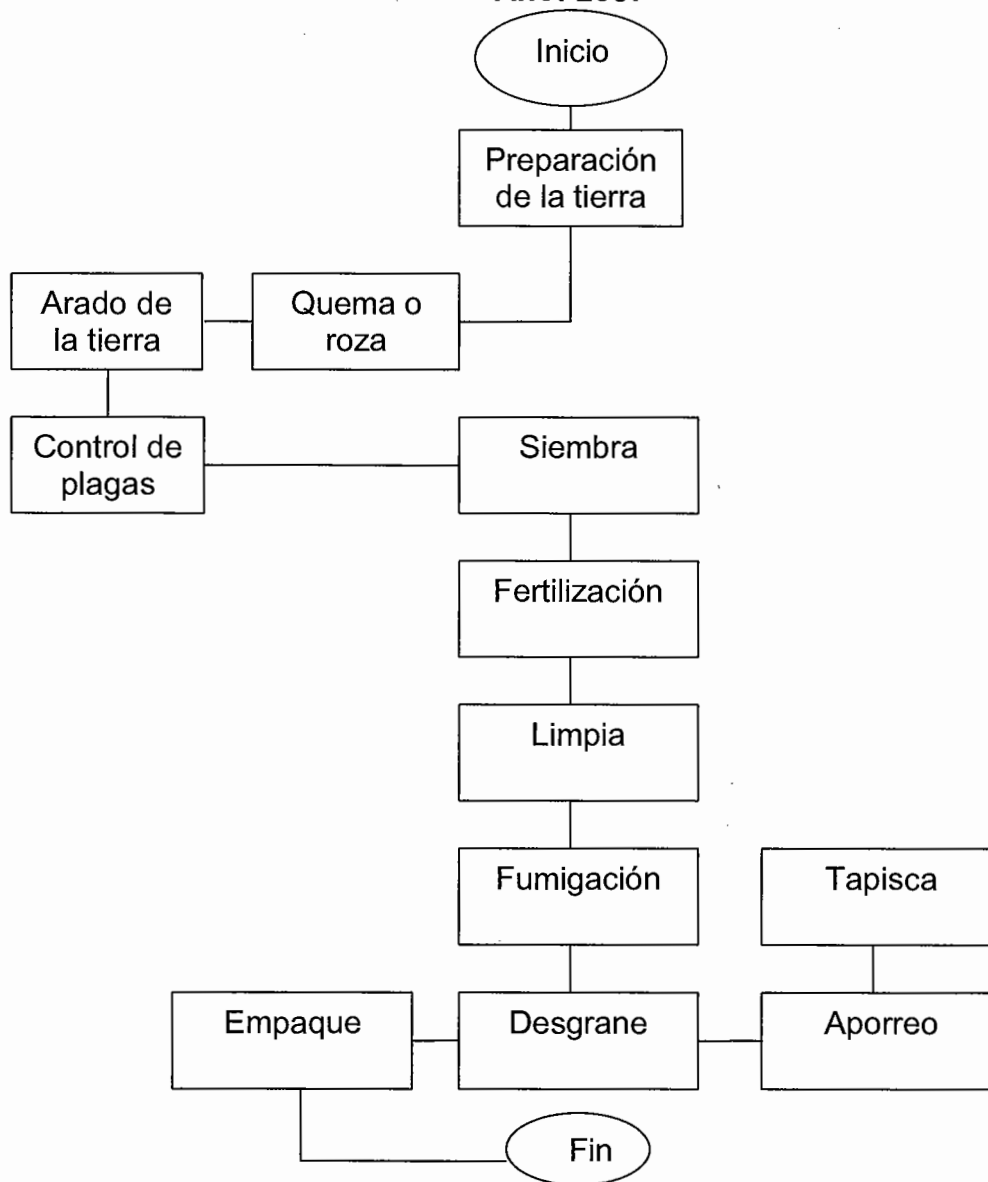 Inicio
Preparación
de la tierra
Arado de
la tierra
Quema o
roza
Control de
plagas
Siembra
Fertilización
Limpia
Fumigación
Tapisca
Empaque
Desgrane
Aporreo
Fin